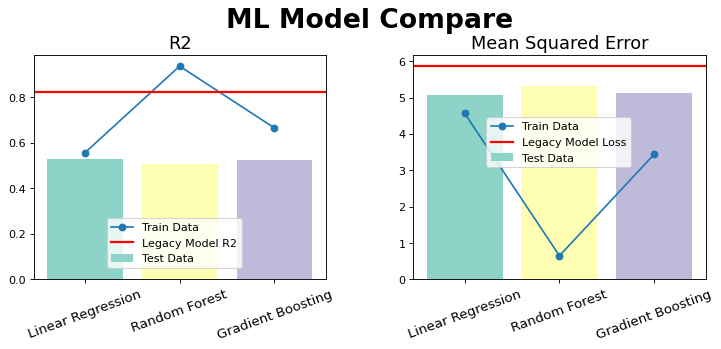 ML Model Compare
R2
0.8
0.6
0.4
0.2
0.0
Train Data
Legacy Model R2
Test Data
Linear Regression
Random Forest
Gradient Boosting
Mean Squared Error
6
5
4
3
2
1
0
Train Data
Legacy Model Loss
Test Data
Linear Regression
Random Forest
Gradient Boosting